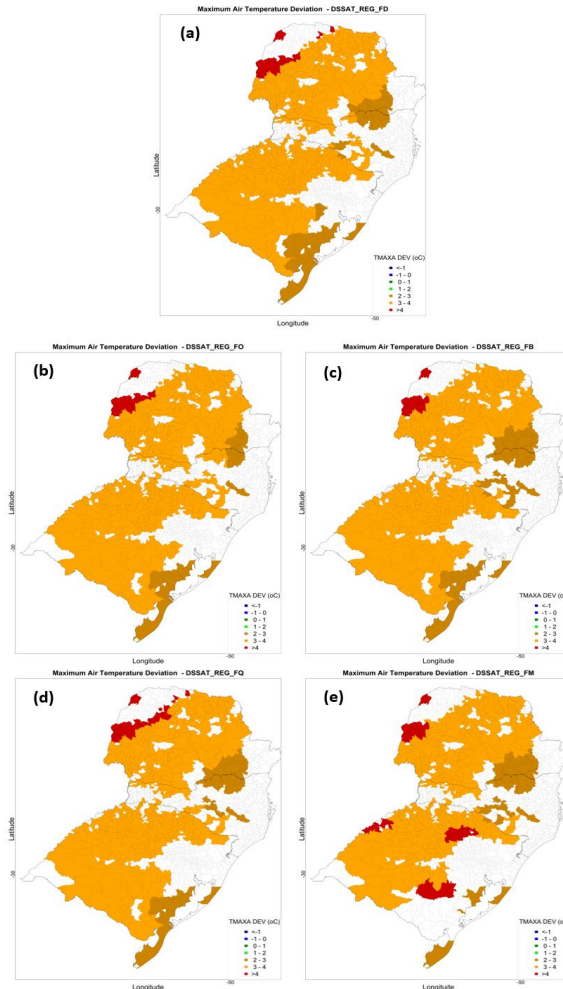 Maximum Air Temperature Deviation - DSSAT_REG_FD
(a)
Latitude
-30
TMAXA DEV (oC)
<-1
-1 - 0
0 - 1
1 - 2
2 - 3
3 - 4
>4
-50
Longitude
Maximum Air Temperature Deviation - DSSAT_REG_FO
(b)
Latitude
-30
TMAXA DEV (oC)
<-1
-1 - 0
0 - 1
1 - 2
2 - 3
3 - 4
>4
-50
Longitude
Maximum Air Temperature Deviation - DSSAT_REG_FB
(c)
Latitude
-30
TMAXA DEV (oC)
<-1
-1 - 0
0 - 1
1 - 2
2 - 3
3 - 4
>4
-50
Longitude
Maximum Air Temperature Deviation - DSSAT_REG_FQ
(d)
Latitude
-30
TMAXA DEV (oC)
<-1
-1 - 0
0 - 1
1 - 2
2 - 3
3 - 4
>4
-50
Longitude
Maximum Air Temperature Deviation - DSSAT_REG_FM
(e)
Latitude
-30
TMAXA DEV (oC)
<-1
-1 - 0
0 - 1
1 - 2
2 - 3
3 - 4
>4
-50
Longitude